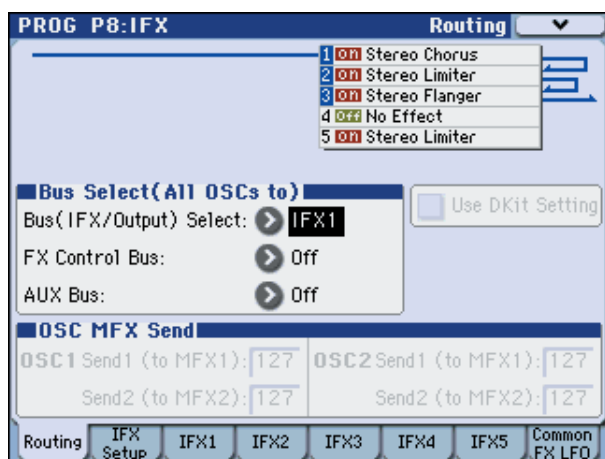 PROG P8:IFX Routing
1 on Stereo Chorus
2 on Stereo Limiter
3 on Stereo Flanger
4 Off No Effect
5 on Stereo Limiter
Bus Select(All OSCs to)
Bus(IFX/Output) Select: IFX1
Use DKit Setting
FX Control Bus: Off
AUX Bus: Off
OSC MFX Send
OSC1 Send1 (to MFX1): 127 OSC2 Send1 (to MFX1): 127
Send2 (to MFX2): 127 Send2 (to MFX2): 127
Routing IFX Setup IFX1 IFX2 IFX3 IFX4 IFX5 Common FX LFO